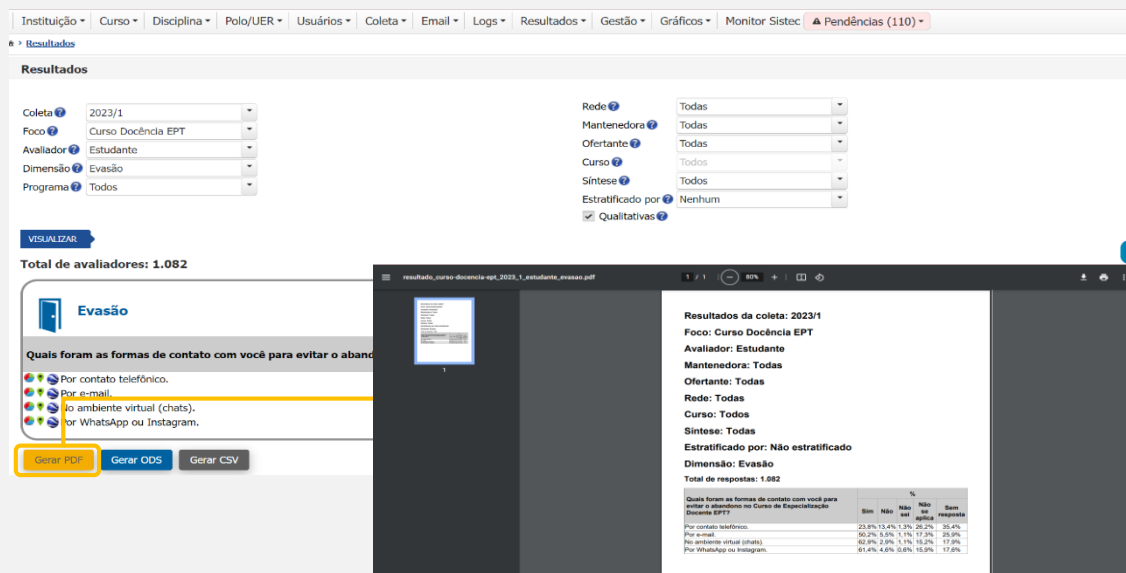 Instituição Curso Disciplina Polo/UER Usuários Coleta Email Logs Resultados Gestão Gráficos Monitor Sistec Pendências (110)
> Resultados
Resultados
Coleta 2023/1
Foco Curso Docência EPT
Avaliador Estudante
Dimensão Evasão
Programa Todos
Rede Todas
Mantenedora Todas
Ofertante Todas
Curso Todos
Síntese Todos
Estratificado por Nenhum
Qualitativas
VISUALIZAR
Total de avaliadores: 1.082
Evasão
Quais foram as formas de contato com você para evitar o aband
Por contato telefônico.
Por e-mail.
No ambiente virtual (chats).
Por WhatsApp ou Instagram.
Gerar PDF Gerar ODS Gerar CSV
resultado_curso-docencia-ept_2023_1_estudante_evasao.pdf 1 / 1 — 80% +
1
Resultados da coleta: 2023/1
Foco: Curso Docência EPT
Avaliador: Estudante
Mantenedora: Todas
Ofertante: Todas
Rede: Todas
Curso: Todos
Síntese: Todas
Estratificado por: Não estratificado
Dimensão: Evasão
Total de respostas: 1.082
Quais foram as formas de contato com você para evitar o abandono no Curso de Especialização Docente EPT? %
Sim Não Não sei Não se aplica Sem resposta
Por contato telefônico. 23,8% 13,4% 1,3% 26,2% 35,4%
Por e-mail. 50,2% 5,5% 1,1% 17,3% 25,9%
No ambiente virtual (chats). 62,9% 2,9% 1,1% 15,2% 17,9%
Por WhatsApp ou Instagram. 61,4% 4,6% 0,6% 15,9% 17,6%